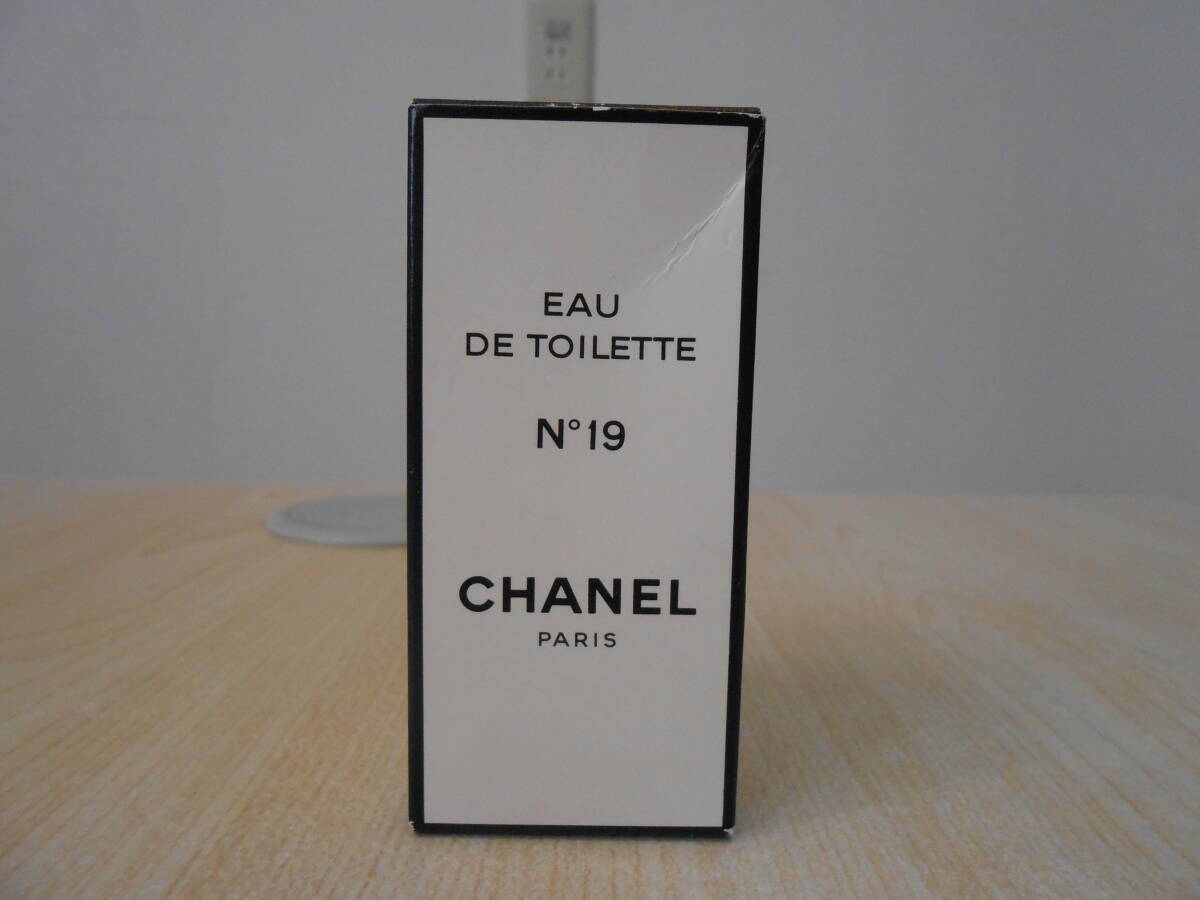 EAU
DE TOILETTE
N°19
CHANEL
PARIS